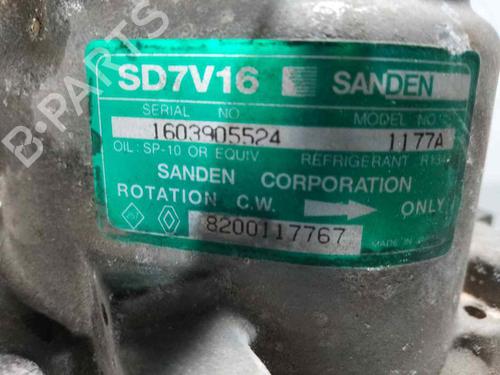 SD7V16 SANDEN
SERIAL NO MODEL NO
1603905524 1177A
OIL: SP-10 OR EQUIV. REFRIGERANT R134
SANDEN CORPORATION
ROTATION C.W. ONLY
8200117767 MADE IN
B-PARTS